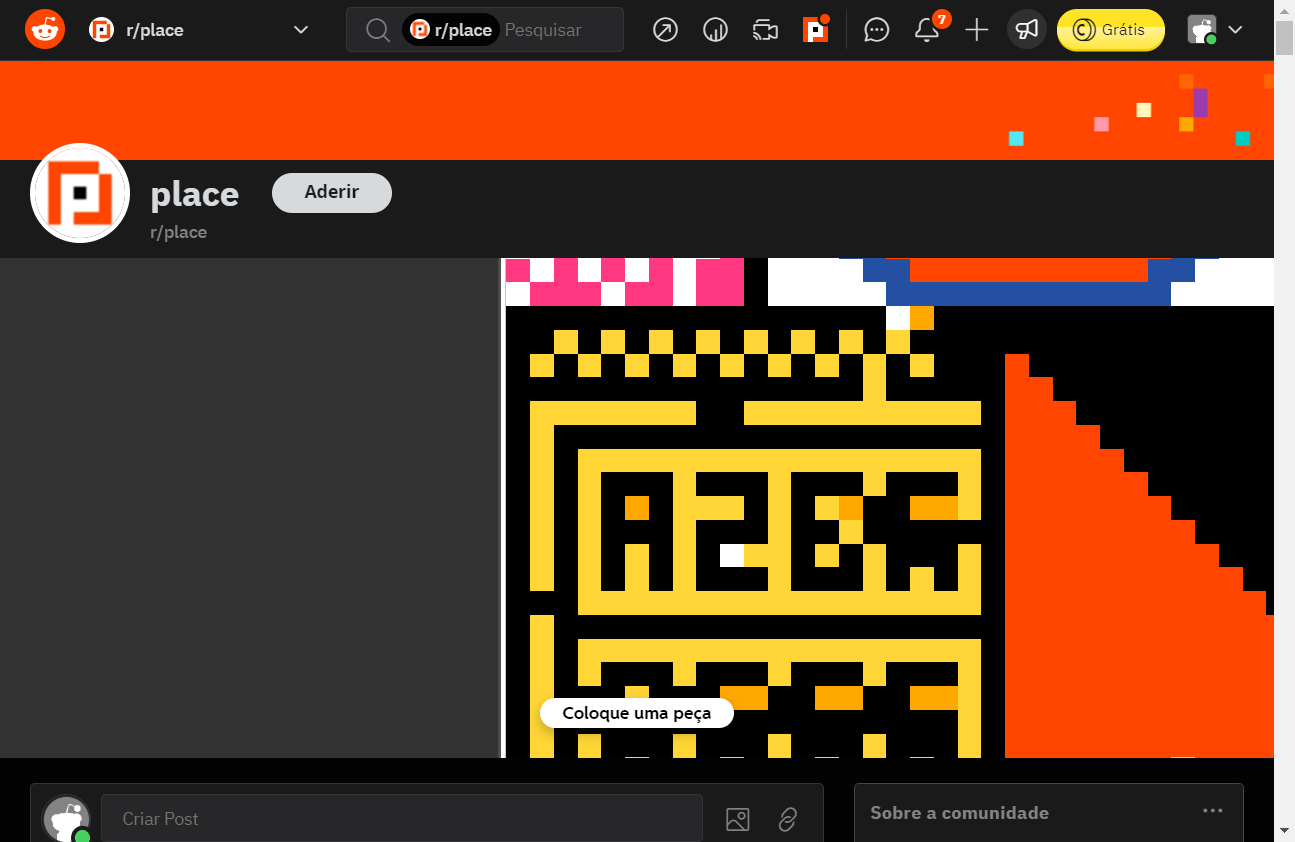 r/place
r/place Pesquisar
7
Grátis
place
Aderir
r/place
Coloque uma peça
Criar Post
Sobre a comunidade